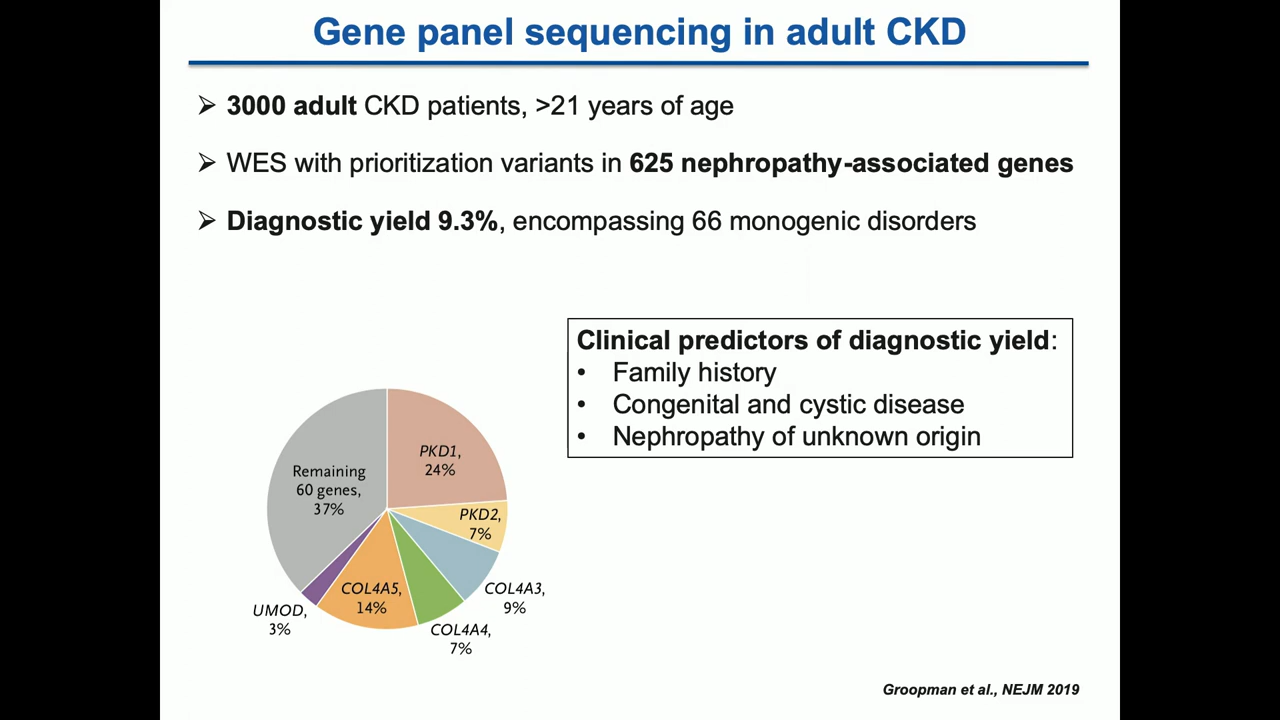 Gene panel sequencing in adult CKD
➢ 3000 adult CKD patients, >21 years of age
➢ WES with prioritization variants in 625 nephropathy-associated genes
➢ Diagnostic yield 9.3%, encompassing 66 monogenic disorders
Clinical predictors of diagnostic yield:
• Family history
• Congenital and cystic disease
• Nephropathy of unknown origin
PKD1,
24%
PKD2,
7%
COL4A3,
9%
COL4A4,
7%
COL4A5,
14%
UMOD,
3%
Remaining
60 genes,
37%
Groopman et al., NEJM 2019